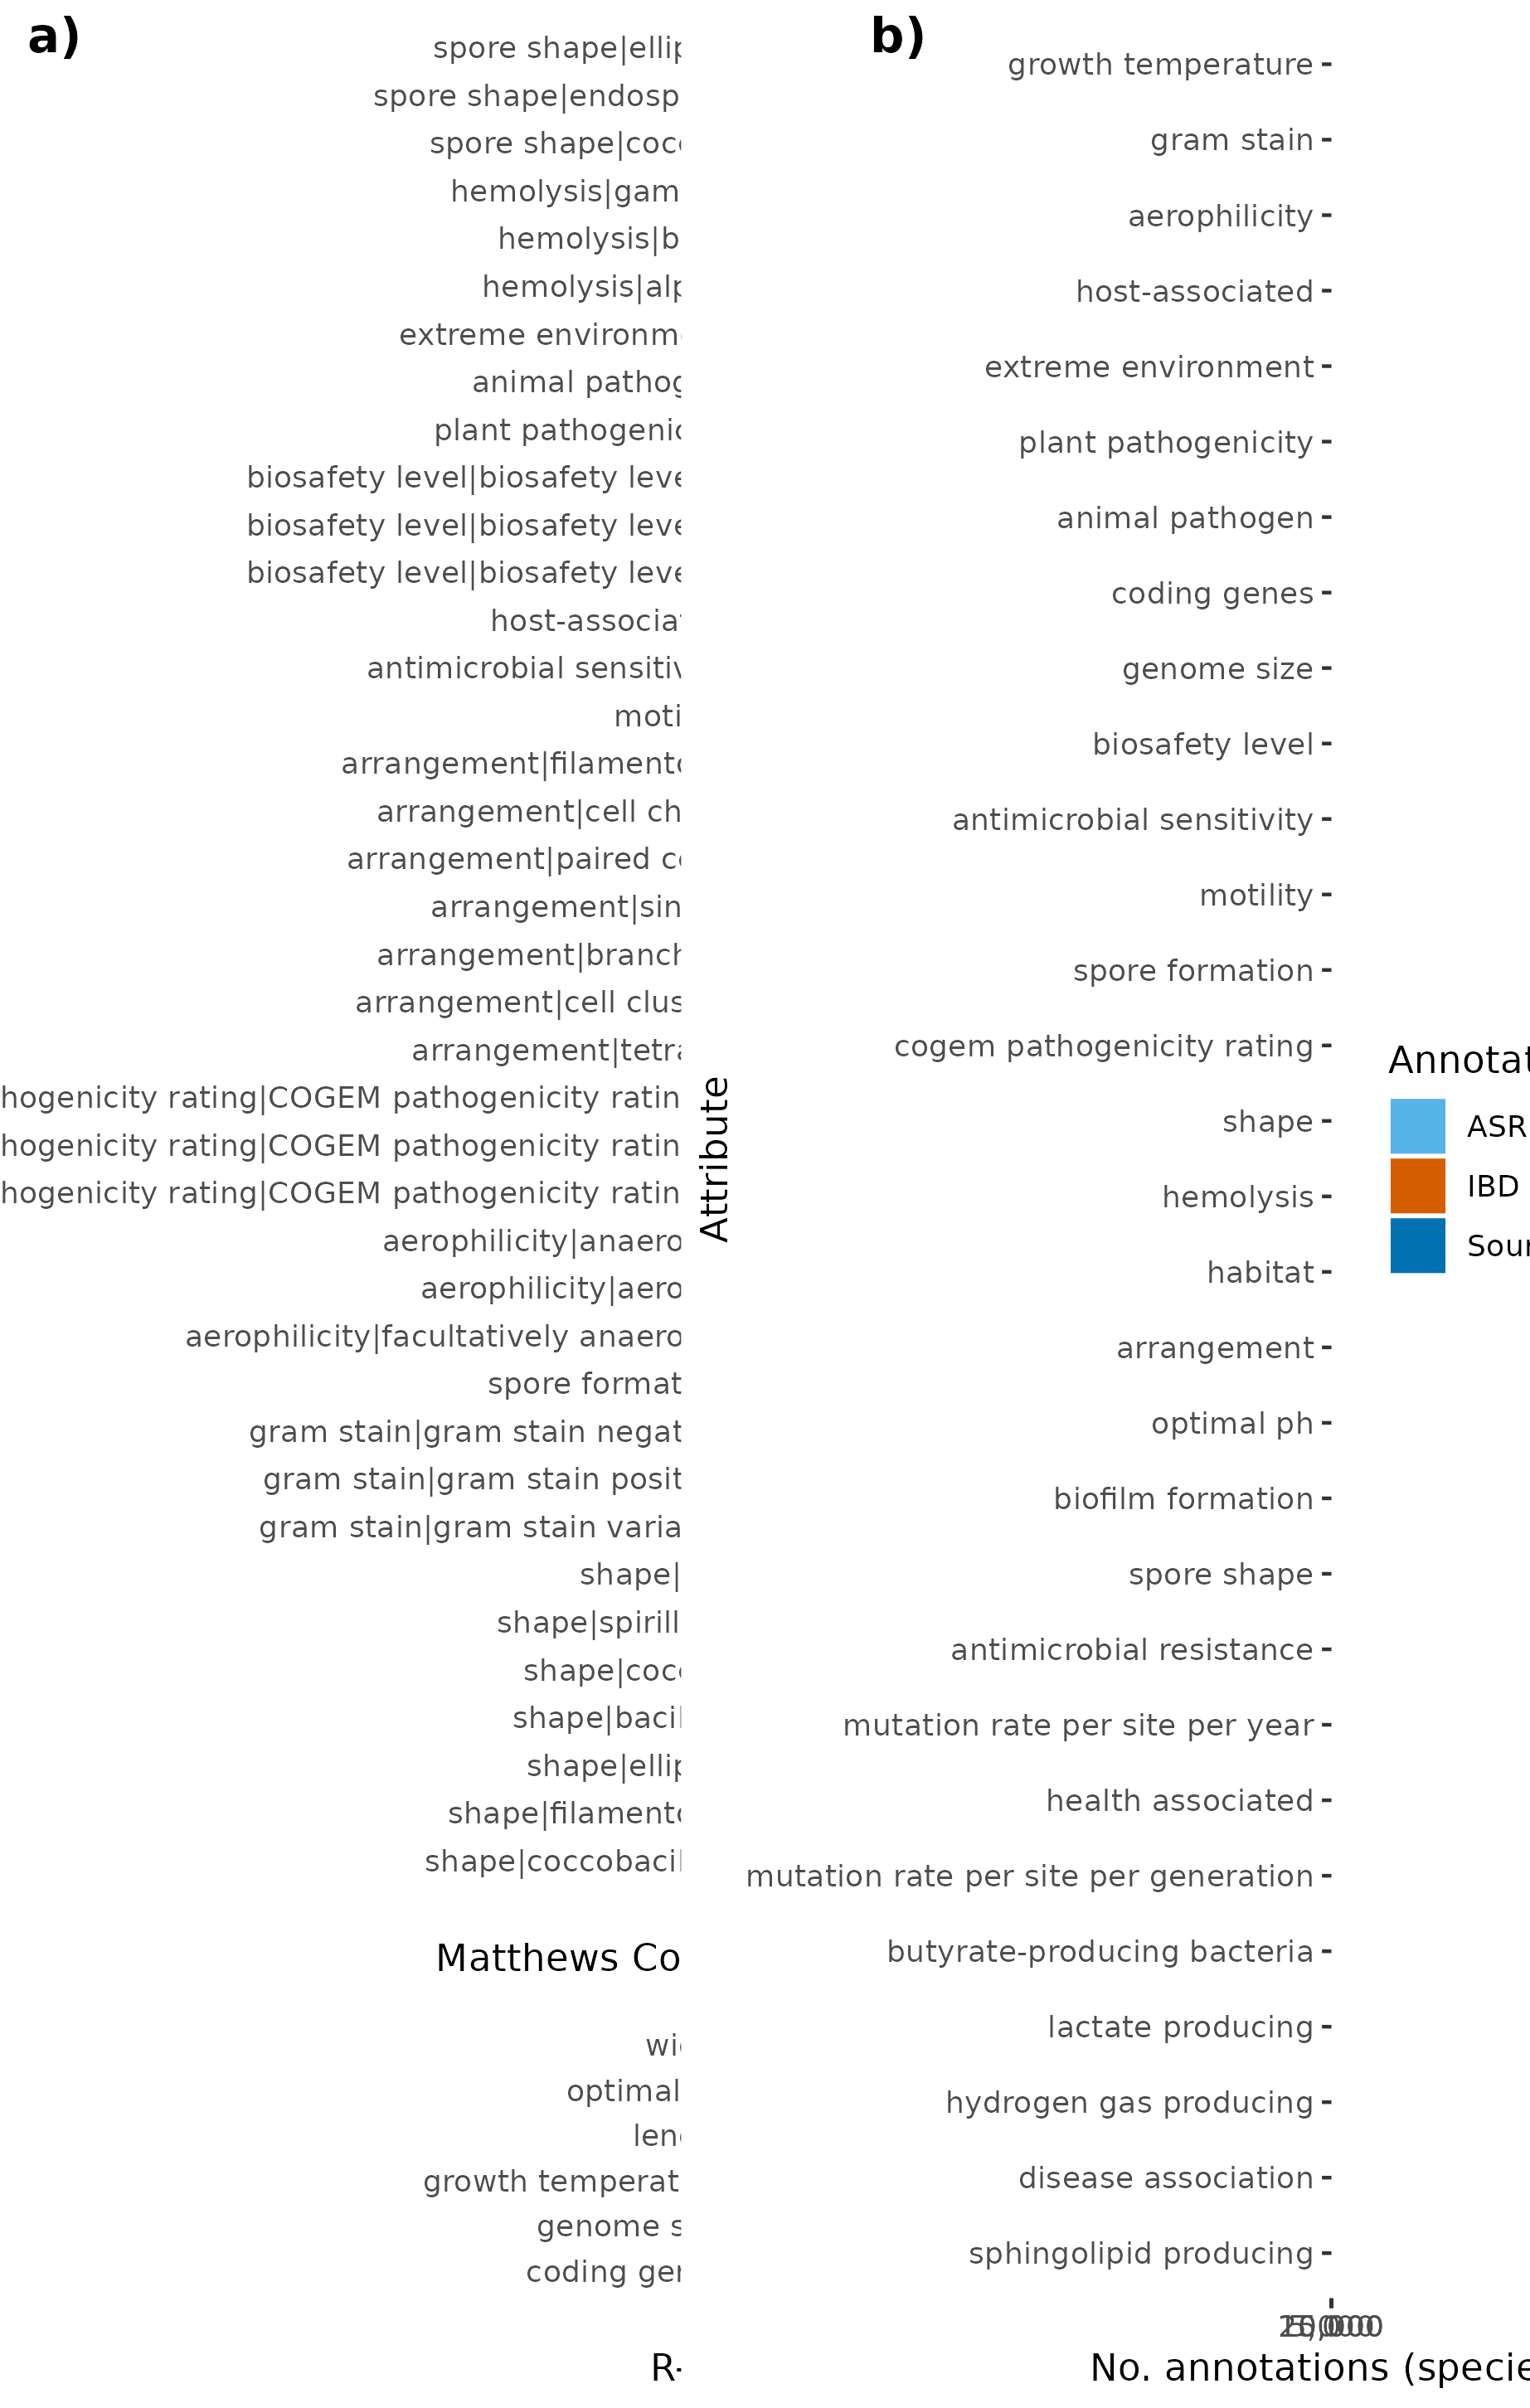 a)
spore shape|ellip
spore shape|endosp
spore shape|coc
hemolysis|gam
hemolysis|b
hemolysis|alp
extreme environm
animal pathog
plant pathogenic
biosafety level|biosafety leve
biosafety level|biosafety leve
biosafety level|biosafety leve
host-associat
antimicrobial sensitiv
moti
arrangement|filamento
arrangement|cell ch
arrangement|paired ce
arrangement|sin
arrangement|branch
arrangement|cell clus
arrangement|tetra
hogenicity rating|COGEM pathogenicity ratin
hogenicity rating|COGEM pathogenicity ratin
hogenicity rating|COGEM pathogenicity ratin
aerophilicity|anaero
aerophilicity|aero
aerophilicity|facultatively anaero
spore format
gram stain|gram stain negat
gram stain|gram stain posit
gram stain|gram stain varia
shape|
shape|spirill
shape|coc
shape|bacil
shape|ellip
shape|filamento
shape|coccobacil
Matthews Co
wi
optimal
len
growth temperat
genome s
coding ger
R-
b)
Attribute
growth temperature
gram stain
aerophilicity
host-associated
extreme environment
plant pathogenicity
animal pathogen
coding genes
genome size
biosafety level
antimicrobial sensitivity
motility
spore formation
cogem pathogenicity rating
shape
hemolysis
habitat
arrangement
optimal ph
biofilm formation
spore shape
antimicrobial resistance
mutation rate per site per year
health associated
mutation rate per site per generation
butyrate-producing bacteria
lactate producing
hydrogen gas producing
disease association
sphingolipid producing
No. annotations (specie
Annotat
ASR
IBD
Sour